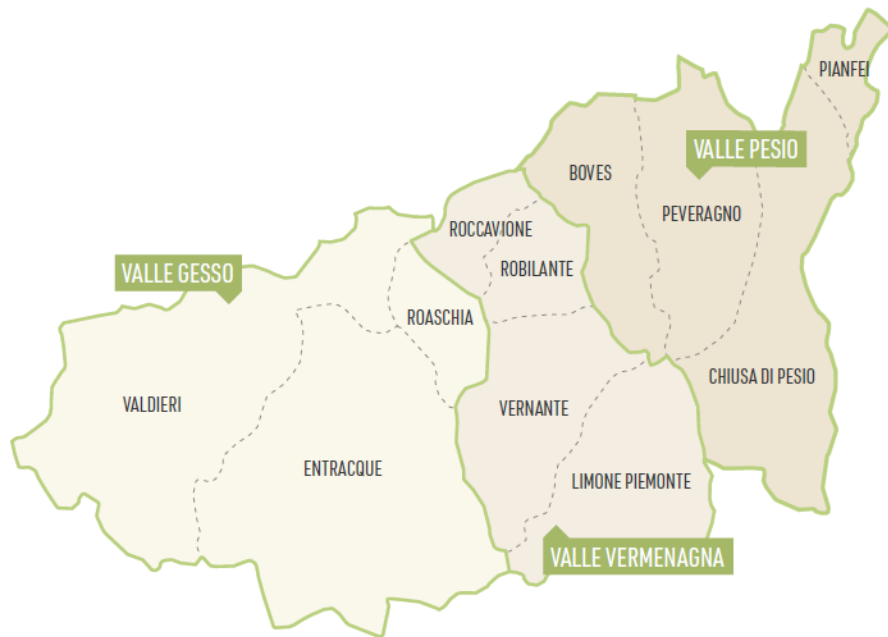 PIANFEI
VALLE PESIO
BOVES
PEVERAGNO
ROCCAVIONE
ROBILANTE
VALLE GESSO
ROASCHIA
CHIUSA DI PESIO
VALDIERI
VERNANTE
ENTRACQUE
LIMONE PIEMONTE
VALLE VERMENAGNA